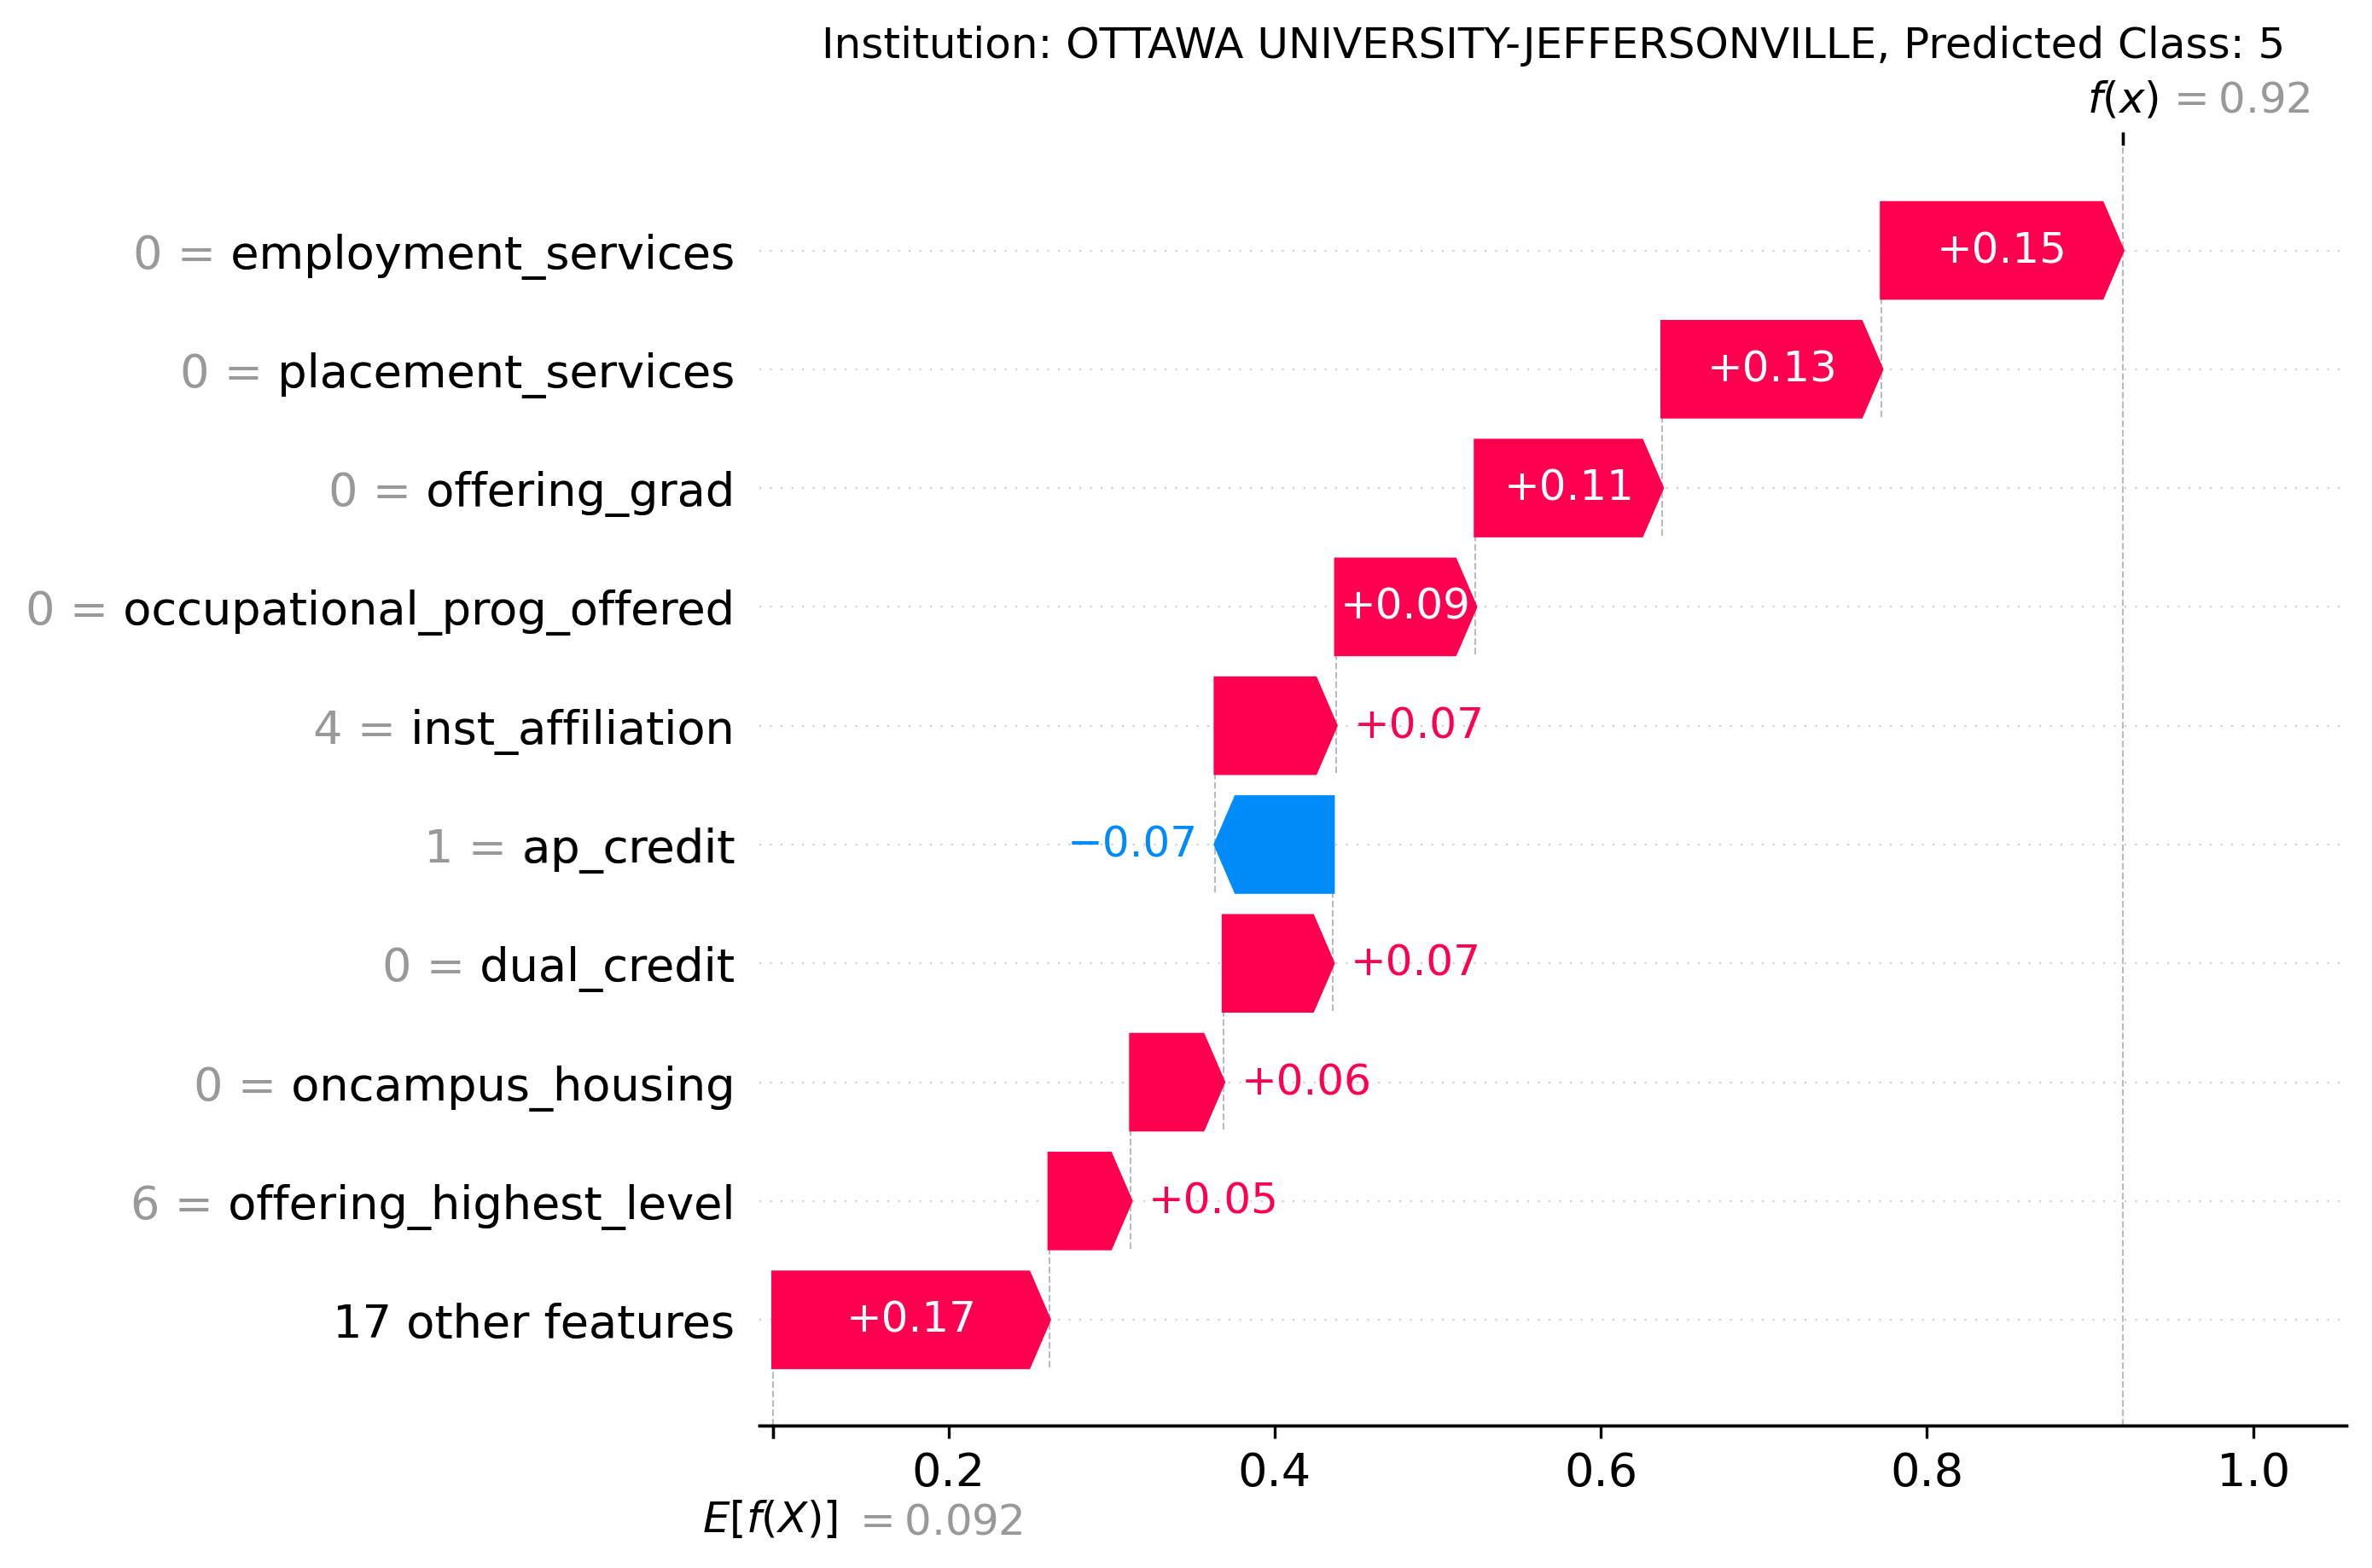 Institution: OTTAWA UNIVERSITY-JEFFERSONVILLE, Predicted Class: 5
f(x) = 0.92
0 = employment_services +0.15
0 = placement_services +0.13
0 = offering_grad +0.11
0 = occupational_prog_offered +0.09
4 = inst_affiliation +0.07
1 = ap_credit −0.07
0 = dual_credit +0.07
0 = oncampus_housing +0.06
6 = offering_highest_level +0.05
17 other features +0.17
0.2 0.4 0.6 0.8 1.0
E[f(X)] = 0.092